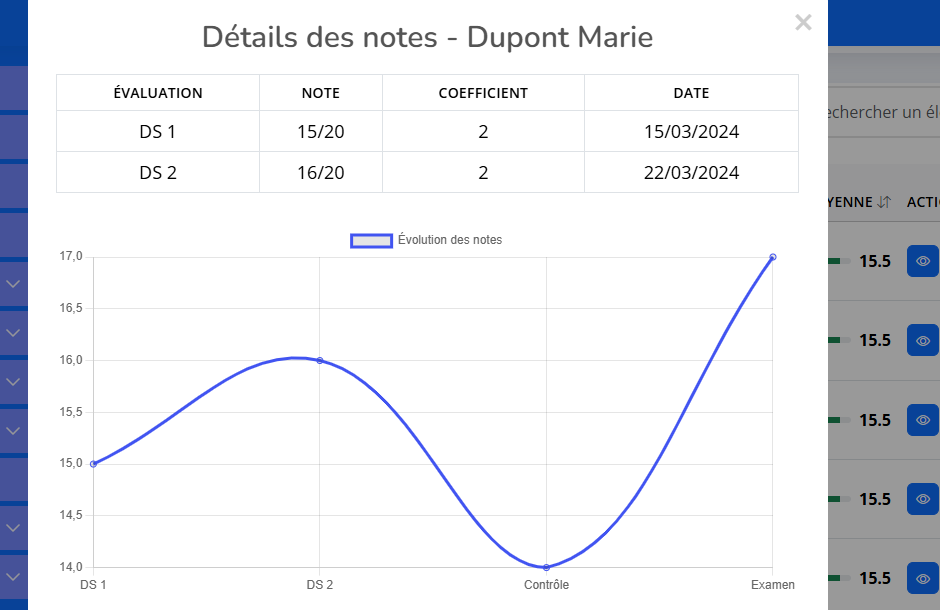 ×
Détails des notes - Dupont Marie
ÉVALUATION NOTE COEFFICIENT DATE
DS 1 15/20 2 15/03/2024
DS 2 16/20 2 22/03/2024
Évolution des notes
17,0
16,5
16,0
15,5
15,0
14,5
14,0
DS 1 DS 2 Contrôle Examen
echercher un él
YENNE ACTI
15.5
15.5
15.5
15.5
15.5